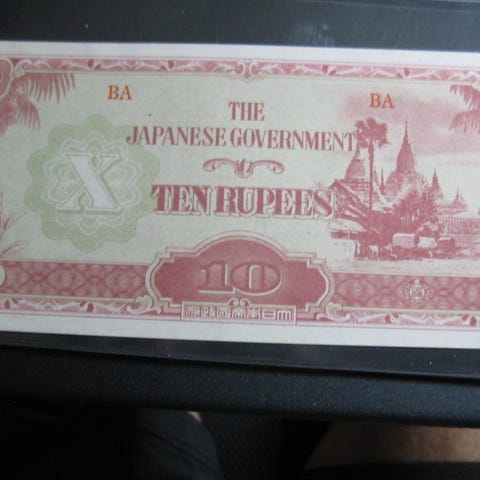 BA
BA
THE
JAPANESE GOVERNMENT
X
TEN RUPEES
10
府政國帝本日大